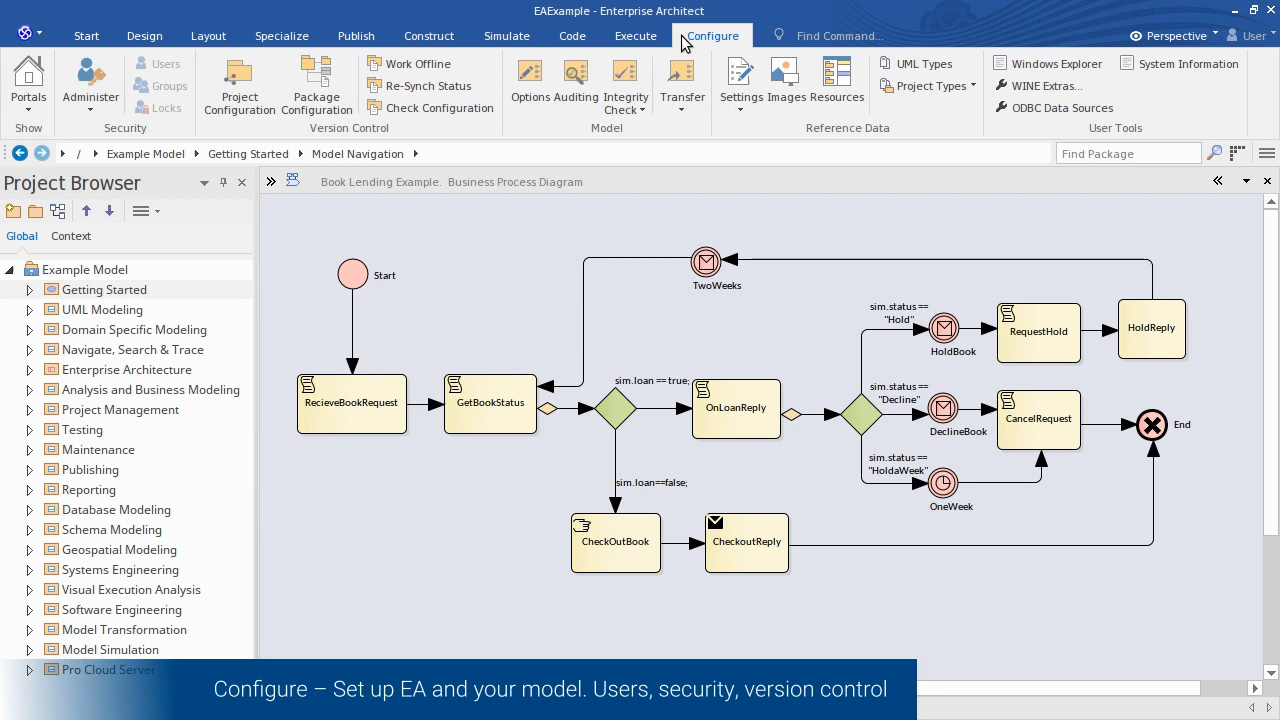 EAExample - Enterprise Architect
Start Design Layout Specialize Publish Construct Simulate Code Execute Configure Find Command... Perspective User
Portals
Show
Administer
Users
Groups
Locks
Security
Project Configuration
Package Configuration
Work Offline
Re-Synch Status
Check Configuration
Version Control
Options
Auditing
Integrity Check
Transfer
Model
Settings
Images
Resources
UML Types
Project Types
Reference Data
Windows Explorer
WINE Extras...
ODBC Data Sources
System Information
User Tools
/ Example Model Getting Started Model Navigation
Find Package
Project Browser
Global Context
Example Model
Getting Started
UML Modeling
Domain Specific Modeling
Navigate, Search & Trace
Enterprise Architecture
Analysis and Business Modeling
Project Management
Testing
Maintenance
Publishing
Reporting
Database Modeling
Schema Modeling
Geospatial Modeling
Systems Engineering
Visual Execution Analysis
Software Engineering
Model Transformation
Model Simulation
Pro Cloud Server
Book Lending Example. Business Process Diagram
Start
TwoWeeks
RecieveBookRequest
GetBookStatus
sim.loan == true;
OnLoanReply
sim.loan==false;
CheckOutBook
CheckoutReply
sim.status ==
"Hold"
HoldBook
RequestHold
HoldReply
sim.status ==
"Decline"
DeclineBook
CancelRequest
End
sim.status ==
"HoldaWeek"
OneWeek
Configure – Set up EA and your model. Users, security, version control